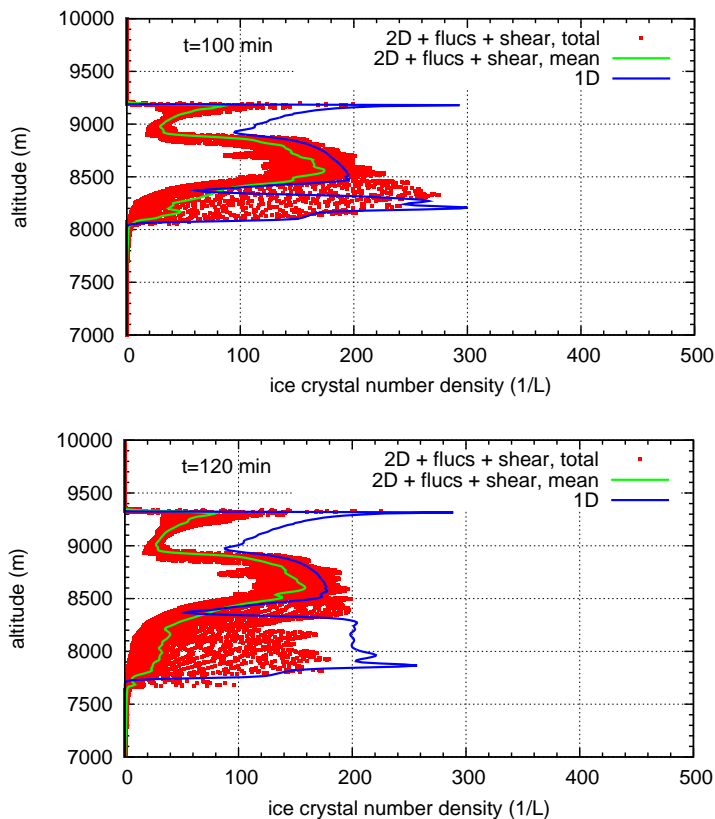 10000
9500
9000
8500
8000
7500
7000
altitude (m)
t=100 min
2D + flucs + shear, total
2D + flucs + shear, mean
1D
0 100 200 300 400 500
ice crystal number density (1/L)
10000
9500
9000
8500
8000
7500
7000
altitude (m)
t=120 min
2D + flucs + shear, total
2D + flucs + shear, mean
1D
0 100 200 300 400 500
ice crystal number density (1/L)